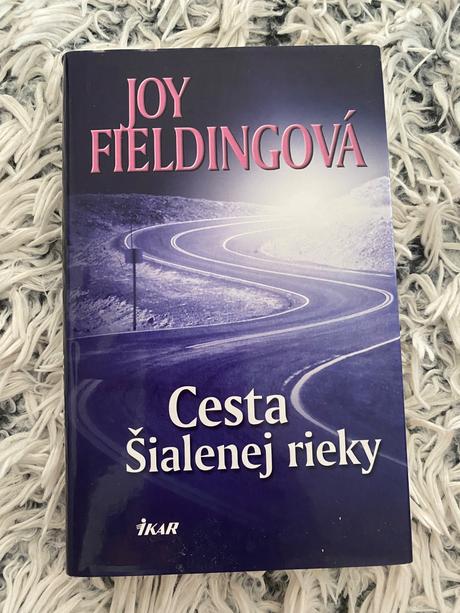 JOY
FIELDINGOVÁ
Cesta
Šialenej rieky
IKAR